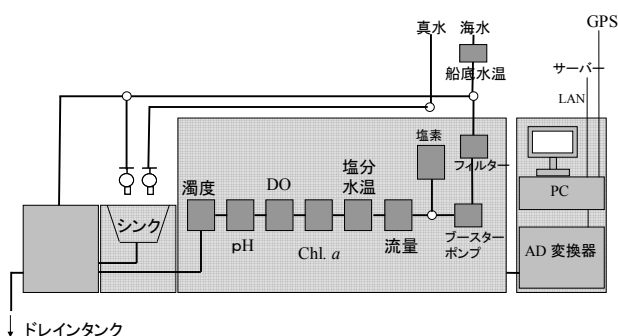 GPS
真水
海水
サーバー
船底水温
LAN
塩素
フィルター
塩分
水温
DO
濁度
PC
シンク
pH
Chl. a
流量
ブースター
ポンプ
AD 変換器
ドレインタンク